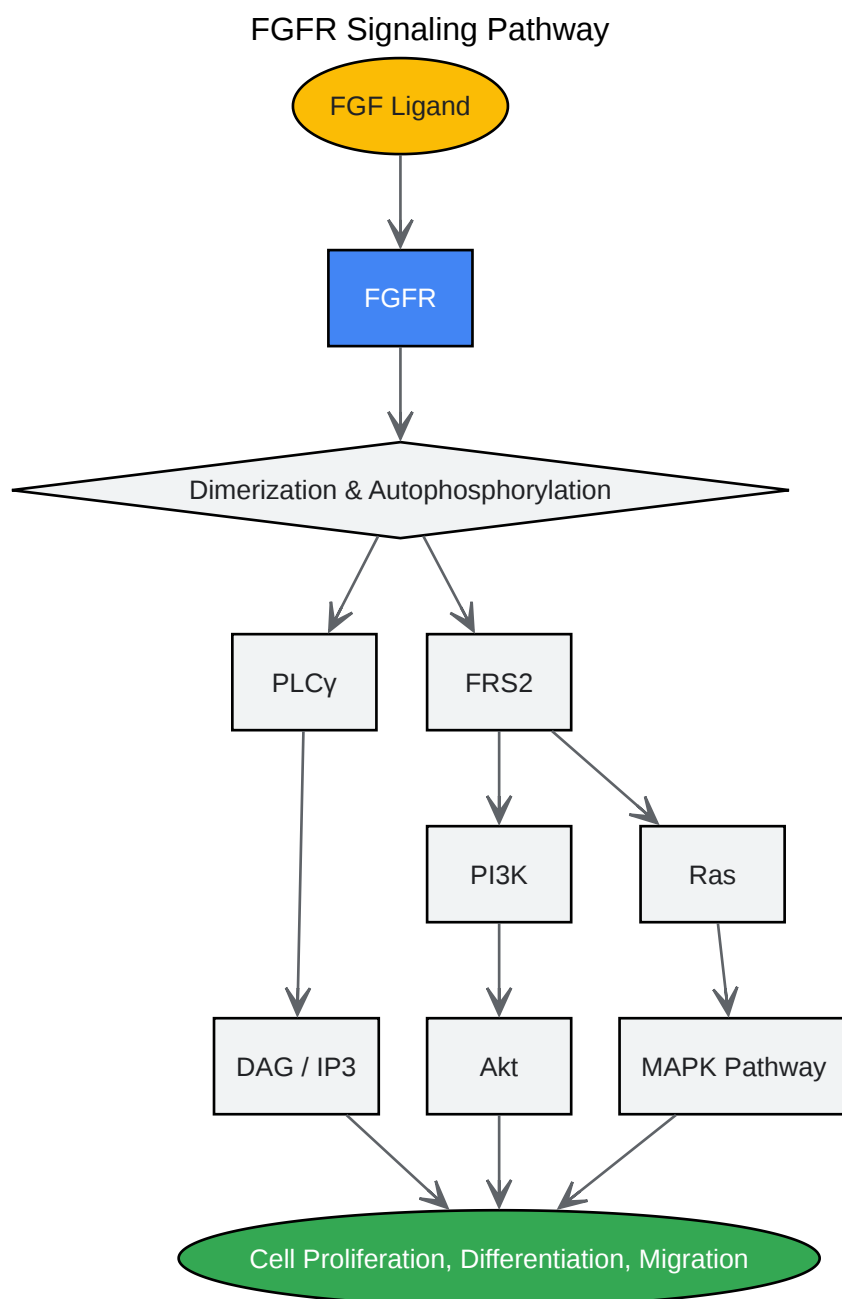 FGFR Signaling Pathway
FGF Ligand
FGFR
Dimerization & Autophosphorylation
PLCγ
FRS2
PI3K
Ras
DAG / IP3
Akt
MAPK Pathway
Cell Proliferation, Differentiation, Migration